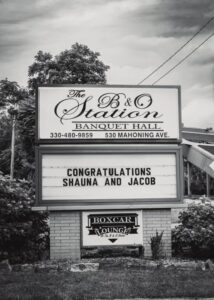 The B&O
Station
BANQUET HALL
330-480-9859 530 MAHONING AVE.
CONGRATULATIONS
SHAUNA AND JACOB
BOXCAR
LOUNGE